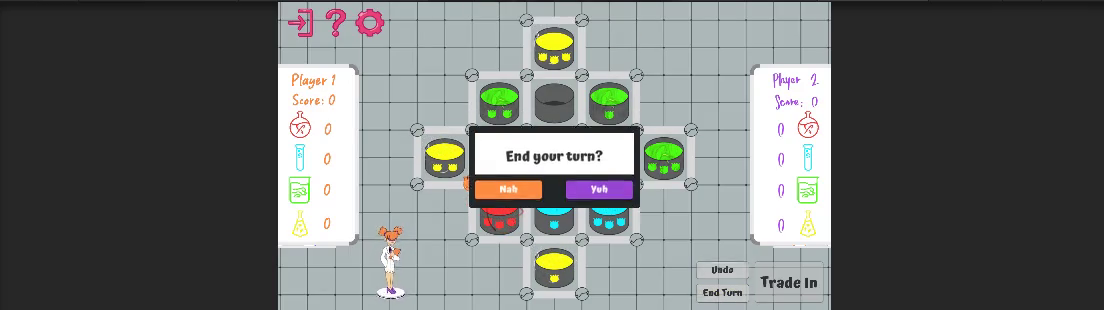 Player 1
Score: 0
0
0
0
0
End your turn?
Nah
Yuh
Player 2
Score: 0
0
0
0
0
Undo
End Turn
Trade In